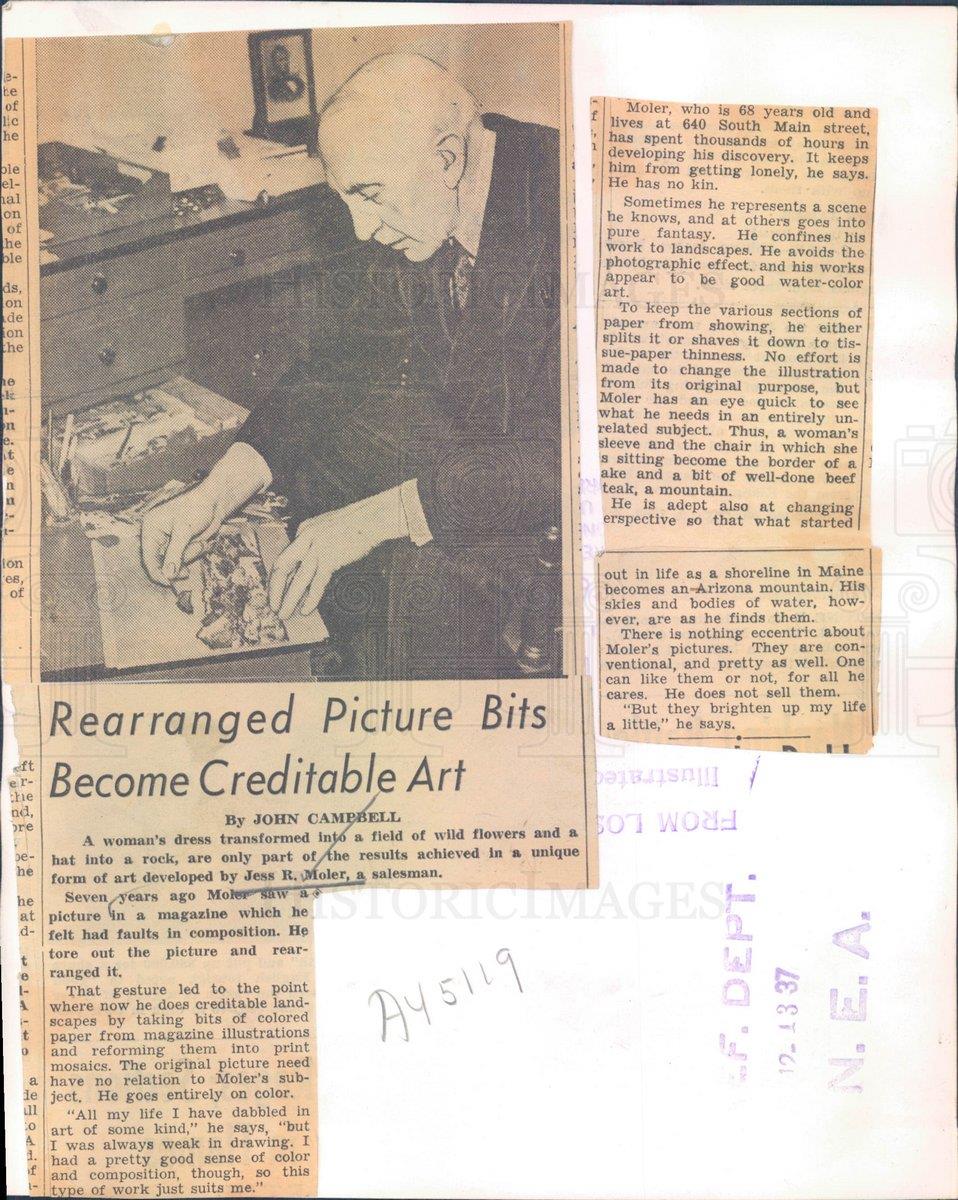 Rearranged Picture Bits
Become Creditable Art
By JOHN CAMPBELL
A woman's dress transformed into a field of wild flowers and a
hat into a rock, are only part of the results achieved in a unique
form of art developed by Jess R. Moler, a salesman.
Seven years ago Moler saw a
picture in a magazine which he
felt had faults in composition. He
tore out the picture and rear-
ranged it.
That gesture led to the point
where now he does creditable land-
scapes by taking bits of colored
paper from magazine illustrations
and reforming them into print
mosaics. The original picture need
have no relation to Moler's sub-
ject. He goes entirely on color.
"All my life I have dabbled in
art of some kind," he says, "but
I was always weak in drawing. I
had a pretty good sense of color
and composition, though, so this
type of work just suits me."
Moler, who is 68 years old and
lives at 640 South Main street,
has spent thousands of hours in
developing his discovery. It keeps
him from getting lonely, he says.
He has no kin.
Sometimes he represents a scene
he knows, and at others goes into
pure fantasy. He confines his
work to landscapes. He avoids the
photographic effect, and his works
appear to be good water-color
art.
To keep the various sections of
paper from showing, he either
splits it or shaves it down to tis-
sue-paper thinness. No effort is
made to change the illustration
from its original purpose, but
Moler has an eye quick to see
what he needs in an entirely un-
related subject. Thus, a woman's
sleeve and the chair in which she
s sitting become the border of a
ake and a bit of well-done beef
teak, a mountain.
He is adept also at changing
erspective so that what started
out in life as a shoreline in Maine
becomes an Arizona mountain. His
skies and bodies of water, how-
ever, are as he finds them.
There is nothing eccentric about
Moler's pictures. They are con-
ventional, and pretty as well. One
can like them or not, for all he
cares. He does not sell them.
"But they brighten up my life
a little," he says.
Illustrated
FROM LOS
A45119
F. DEPT.
12-13 37
N. E. A.
HISTORICIMAGES
HISTORICIMAGES